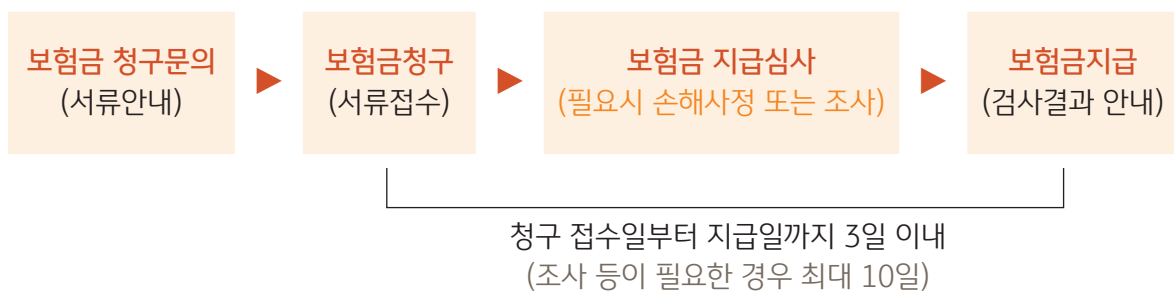 보험금 청구문의
(서류안내)
보험금청구
(서류접수)
보험금 지급심사
(필요시 손해사정 또는 조사)
보험금지급
(검사결과 안내)
청구 접수일부터 지급일까지 3일 이내
(조사 등이 필요한 경우 최대 10일)